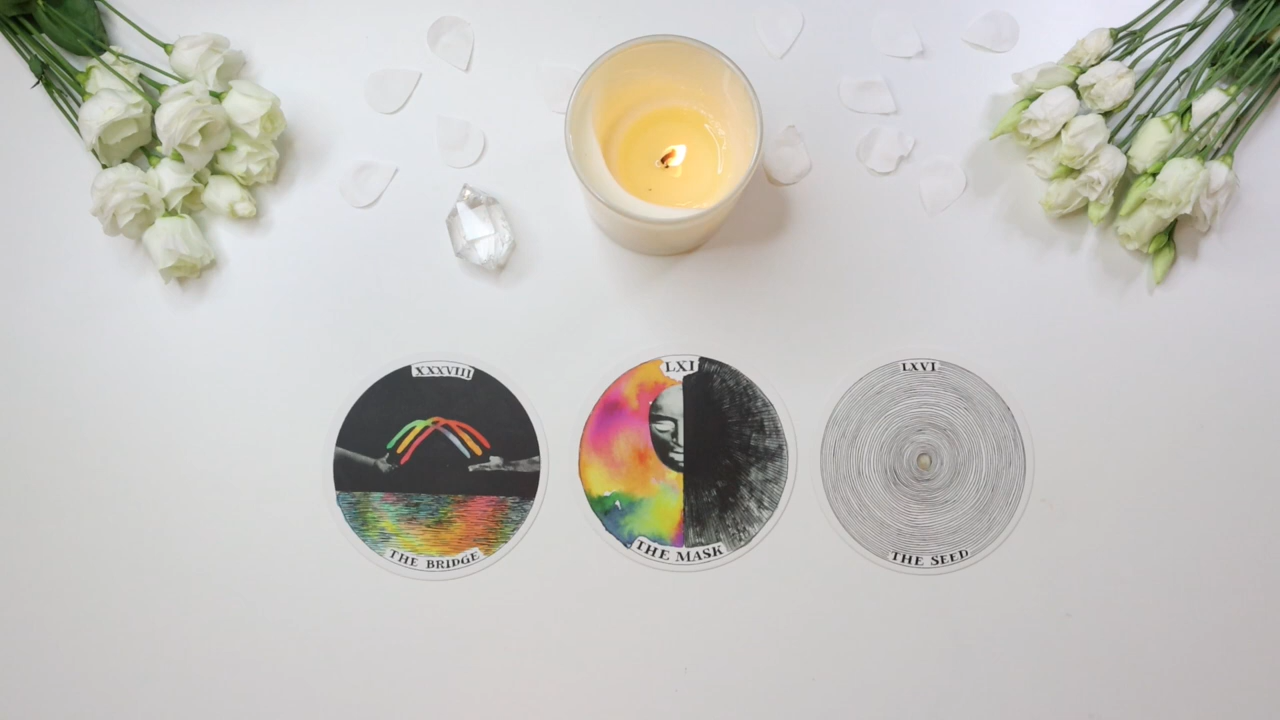 XXXVIII
THE BRIDGE
LXI
THE MASK
LXVI
THE SEED